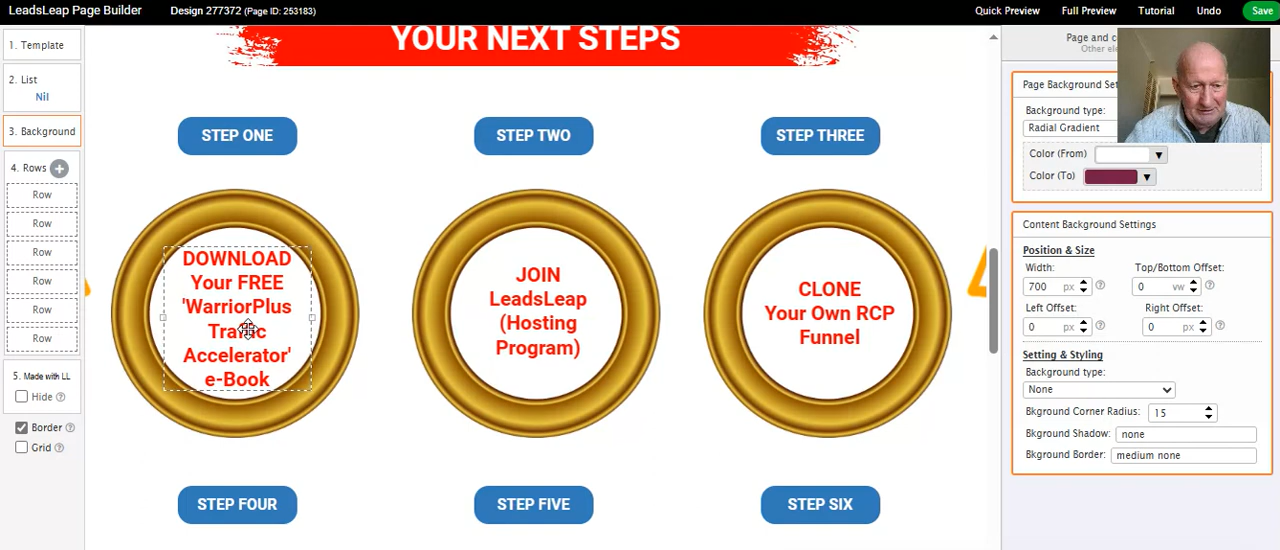 LeadsLeap Page Builder Design 277372 (Page ID: 253183) Quick Preview Full Preview Tutorial Undo Save
1. Template
2. List
Nil
3. Background
4. Rows +
Row
Row
Row
Row
Row
Row
5. Made with LL
Hide ?
Border ?
Grid ?
YOUR NEXT STEPS
STEP ONE
STEP TWO
STEP THREE
DOWNLOAD
Your FREE
'WarriorPlus
Traffic
Accelerator'
e-Book
JOIN
LeadsLeap
(Hosting
Program)
CLONE
Your Own RCP
Funnel
STEP FOUR
STEP FIVE
STEP SIX
Page and
Other
Page Background
Background type:
Radial Gradient
Color (From)
Color (To)
Content Background Settings
Position & Size
Width: Top/Bottom Offset:
700 px ? 0 vw ?
Left Offset: Right Offset:
0 px ? 0 px ?
Setting & Styling
Background type:
None
Bkground Corner Radius: 15
Bkground Shadow: none
Bkground Border: medium none